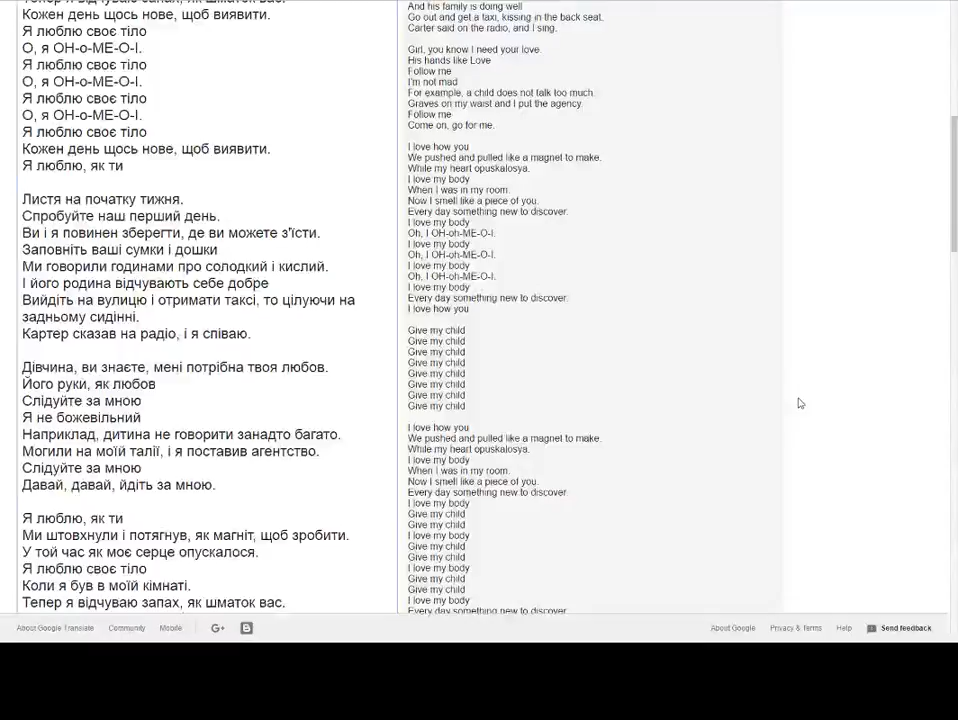 Кожен день щось нове, щоб виявити.
Я люблю своє тіло
О, я ОН-о-МЕ-О-І.
Я люблю своє тіло
О, я ОН-о-МЕ-О-І.
Я люблю своє тіло
О, я ОН-о-МЕ-О-І.
Я люблю своє тіло
Кожен день щось нове, щоб виявити.
Я люблю, як ти
Листя на початку тижня.
Спробуйте наш перший день.
Ви і я повинен зберегти, де ви можете з'їсти.
Заповніть ваші сумки і дошки
Ми говорили годинами про солодкий і кислий.
І його родина відчувають себе добре
Вийдіть на вулицю і отримати таксі, то цілуючи на
задньому сидінні.
Картер сказав на радіо, і я співаю.
Дівчина, ви знаєте, мені потрібна твоя любов.
Його руки, як любов
Слідуйте за мною
Я не божевільний
Наприклад, дитина не говорити занадто багато.
Могили на моїй талії, і я поставив агентство.
Слідуйте за мною
Давай, давай, йдіть за мною.
Я люблю, як ти
Ми штовхнули і потягнув, як магніт, щоб зробити.
У той час як моє серце опускалося.
Я люблю своє тіло
Коли я був в моїй кімнаті.
Тепер я відчуваю запах, як шматок вас.
And his family is doing well
Go out and get a taxi, kissing in the back seat.
Carter said on the radio, and I sing.
Girl, you know I need your love.
His hands like Love
Follow me
I'm not mad
For example, a child does not talk too much.
Graves on my waist and I put the agency.
Follow me
Come on, go for me.
I love how you
We pushed and pulled like a magnet to make.
While my heart opuskalosya.
I love my body
When I was in my room.
Now I smell like a piece of you.
Every day something new to discover.
I love my body
Oh, I OH-oh-ME-O-I.
I love my body
Oh, I OH-oh-ME-O-I.
I love my body
Oh, I OH-oh-ME-O-I.
I love my body
Every day something new to discover.
I love how you
Give my child
Give my child
Give my child
Give my child
Give my child
Give my child
Give my child
Give my child
I love how you
We pushed and pulled like a magnet to make.
While my heart opuskalosya.
I love my body
When I was in my room.
Now I smell like a piece of you.
Every day something new to discover.
I love my body
Give my child
Give my child
I love my body
Give my child
Give my child
I love my body
Give my child
Give my child
I love my body
Every day something new to discover.
About Google Translate Community Mobile G+ B About Google Privacy & Terms Help Send feedback